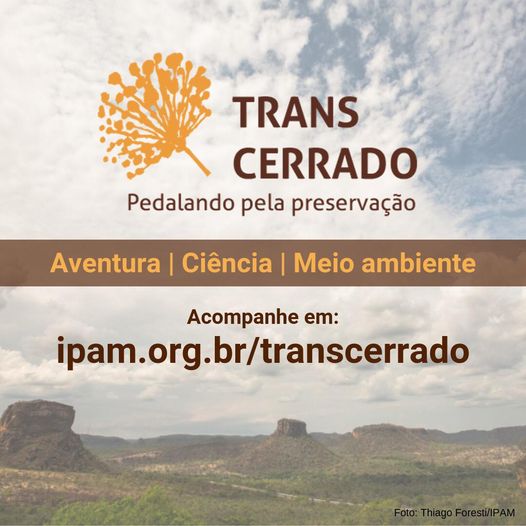 TRANS
CERRADO
Pedalando pela preservação
Aventura | Ciência | Meio ambiente
Acompanhe em:
ipam.org.br/transcerrado
Foto: Thiago Foresti/IPAM